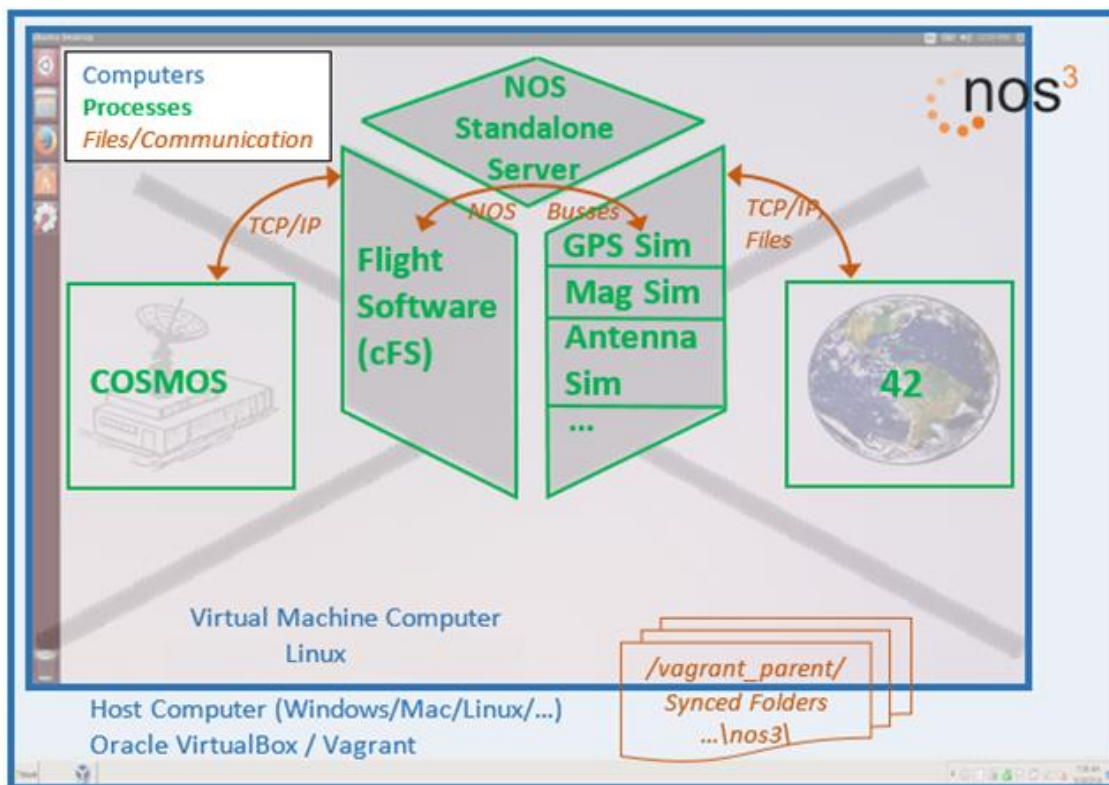 Computers
Processes
Files/Communication
nos3
NOS
Standalone
Server
TCP/IP
NOS Busses
TCP/IP,
Files
Flight
Software
(cFS)
GPS Sim
Mag Sim
Antenna
Sim
...
COSMOS
42
Virtual Machine Computer
Linux
/vagrant_parent/
Synced Folders
...\nos3\
Host Computer (Windows/Mac/Linux/...)
Oracle VirtualBox / Vagrant